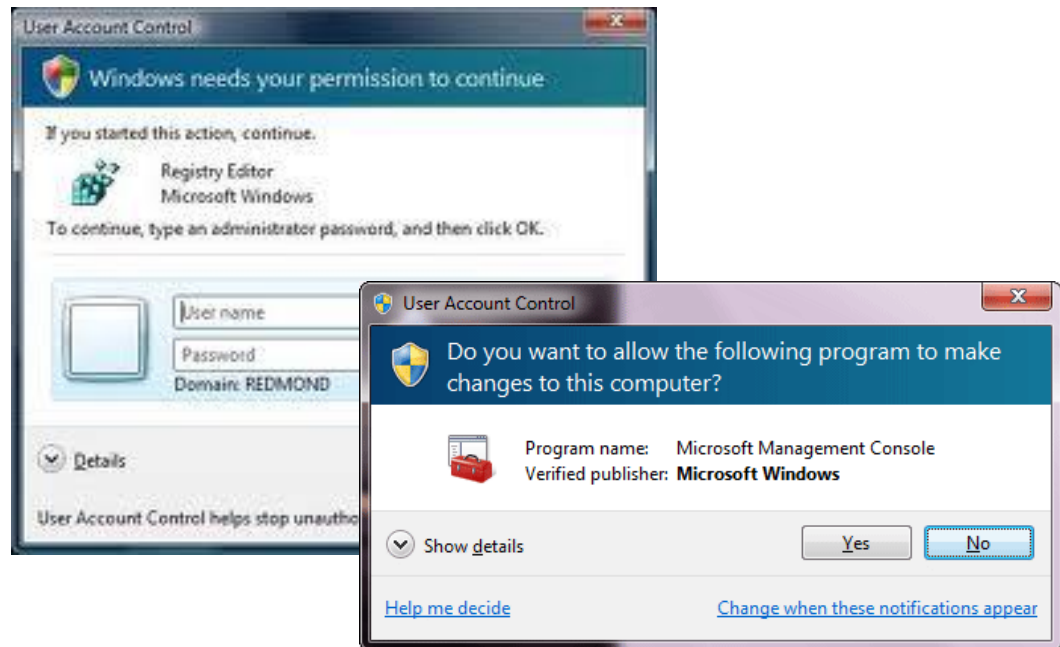 User Account Control
Windows needs your permission to continue
If you started this action, continue.
Registry Editor
Microsoft Windows
To continue, type an administrator password, and then click OK.
User name
Password
Domain: REDMOND
Details
User Account Control helps stop
User Account Control
Do you want to allow the following program to make
changes to this computer?
Program name: Microsoft Management Console
Verified publisher: Microsoft Windows
Show details
Yes
No
Help me decide
Change when these notifications appear